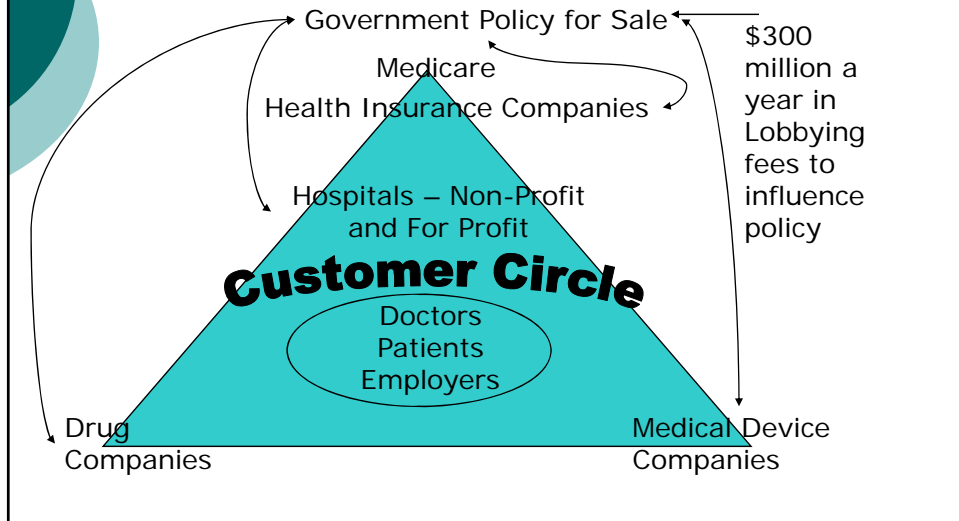 Government Policy for Sale
$300
million a
year in
Lobbying
fees to
influence
policy
Medicare
Health Insurance Companies
Hospitals – Non-Profit
and For Profit
Customer Circle
Doctors
Patients
Employers
Drug
Companies
Medical Device
Companies